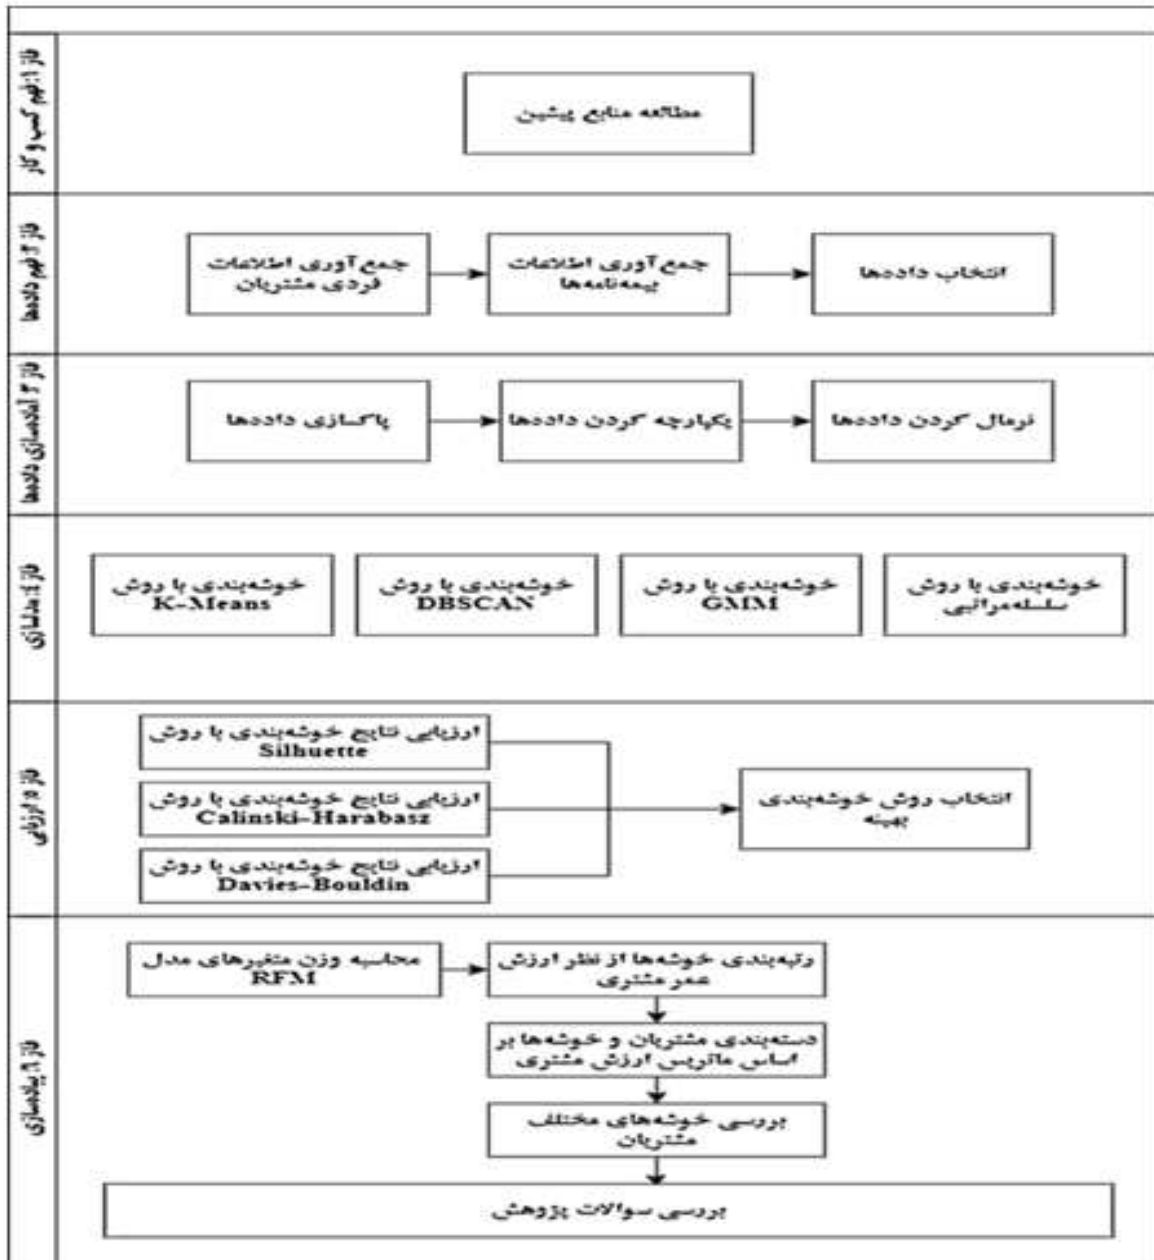 فاز ۱: فهم کسب و کار
مطالعه منابع پیشین
فاز ۲: فهم داده‌ها
جمع‌آوری اطلاعات
فردی مشتریان
جمع‌آوری اطلاعات
بیمه‌نامه‌ها
انتخاب داده‌ها
فاز ۳: آماده‌سازی داده‌ها
پاکسازی داده‌ها
یکپارچه کردن داده‌ها
نرمال کردن داده‌ها
فاز ۴: مدلسازی
خوشه‌بندی با روش
K-Means
خوشه‌بندی با روش
DBSCAN
خوشه‌بندی با روش
GMM
خوشه‌بندی با روش
سلسله‌مراتبی
فاز ۵: ارزیابی
ارزیابی نتایج خوشه‌بندی با روش
Silhuette
ارزیابی نتایج خوشه‌بندی با روش
Calinski-Harabasz
ارزیابی نتایج خوشه‌بندی با روش
Davies-Bouldin
انتخاب روش خوشه‌بندی
بهینه
فاز ۶: پیاده‌سازی
محاسبه وزن متغیرهای مدل
RFM
رتبه‌بندی خوشه‌ها از نظر ارزش
عمر مشتری
دسته‌بندی مشتریان و خوشه‌ها بر
اساس ماتریس ارزش مشتری
بررسی خوشه‌های مختلف
مشتریان
بررسی سوالات پژوهش